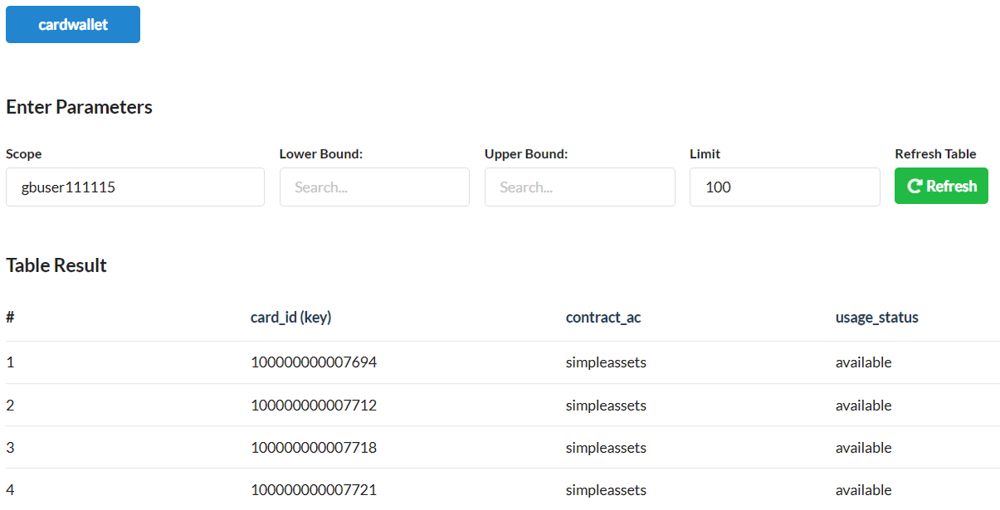 cardwallet
Enter Parameters
Scope Lower Bound: Upper Bound: Limit Refresh Table
gbuser111115 Search... Search... 100 Refresh
Table Result
# card_id (key) contract_ac usage_status
1 100000000007694 simpleassets available
2 100000000007712 simpleassets available
3 100000000007718 simpleassets available
4 100000000007721 simpleassets available